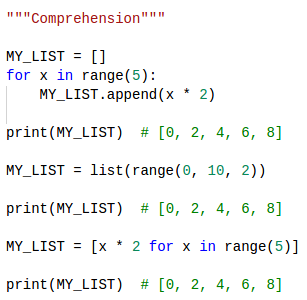 """Comprehension"""

MY_LIST = []
for x in range(5):
    MY_LIST.append(x * 2)

print(MY_LIST)  # [0, 2, 4, 6, 8]

MY_LIST = list(range(0, 10, 2))

print(MY_LIST)  # [0, 2, 4, 6, 8]

MY_LIST = [x * 2 for x in range(5)]

print(MY_LIST)  # [0, 2, 4, 6, 8]